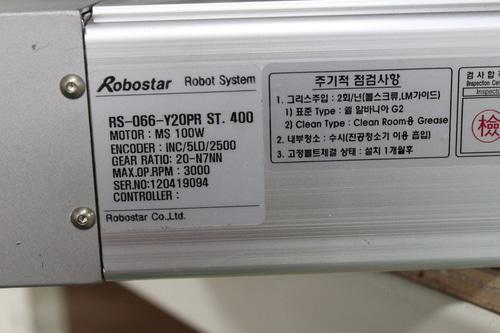 Robostar Robot System
RS-066-Y20PR ST. 400
MOTOR : MS 100W
ENCODER : INC/5LD/2500
GEAR RATIO: 20-N7NN
MAX.OP.RPM : 3000
SER.NO:120419094
CONTROLLER :
Robostar Co.,Ltd.
주기적 점검사항
1. 그리스주입 : 2회/년(볼스크류,LM가이드)
1) 표준 Type : 쉘 알바니아 G2
2) Clean Type : Clean Room용 Grease
2. 내부청소 : 수시(진공청소기 이용 흡입)
3. 고정볼트체결 상태 : 설치 1개월후
검 사 합
Inspection Cer
Inspecto
檢